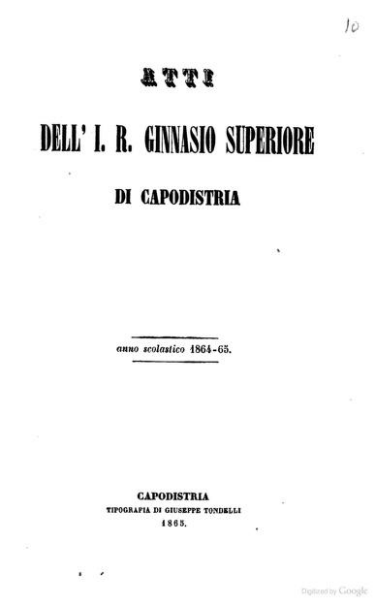 10
ATTI
DELL' I. R. GINNASIO SUPERIORE
DI CAPODISTRIA
anno scolastico 1864-65.
CAPODISTRIA
TIPOGRAFIA DI GIUSEPPE TONDELLI
1865.
Digitized by Google